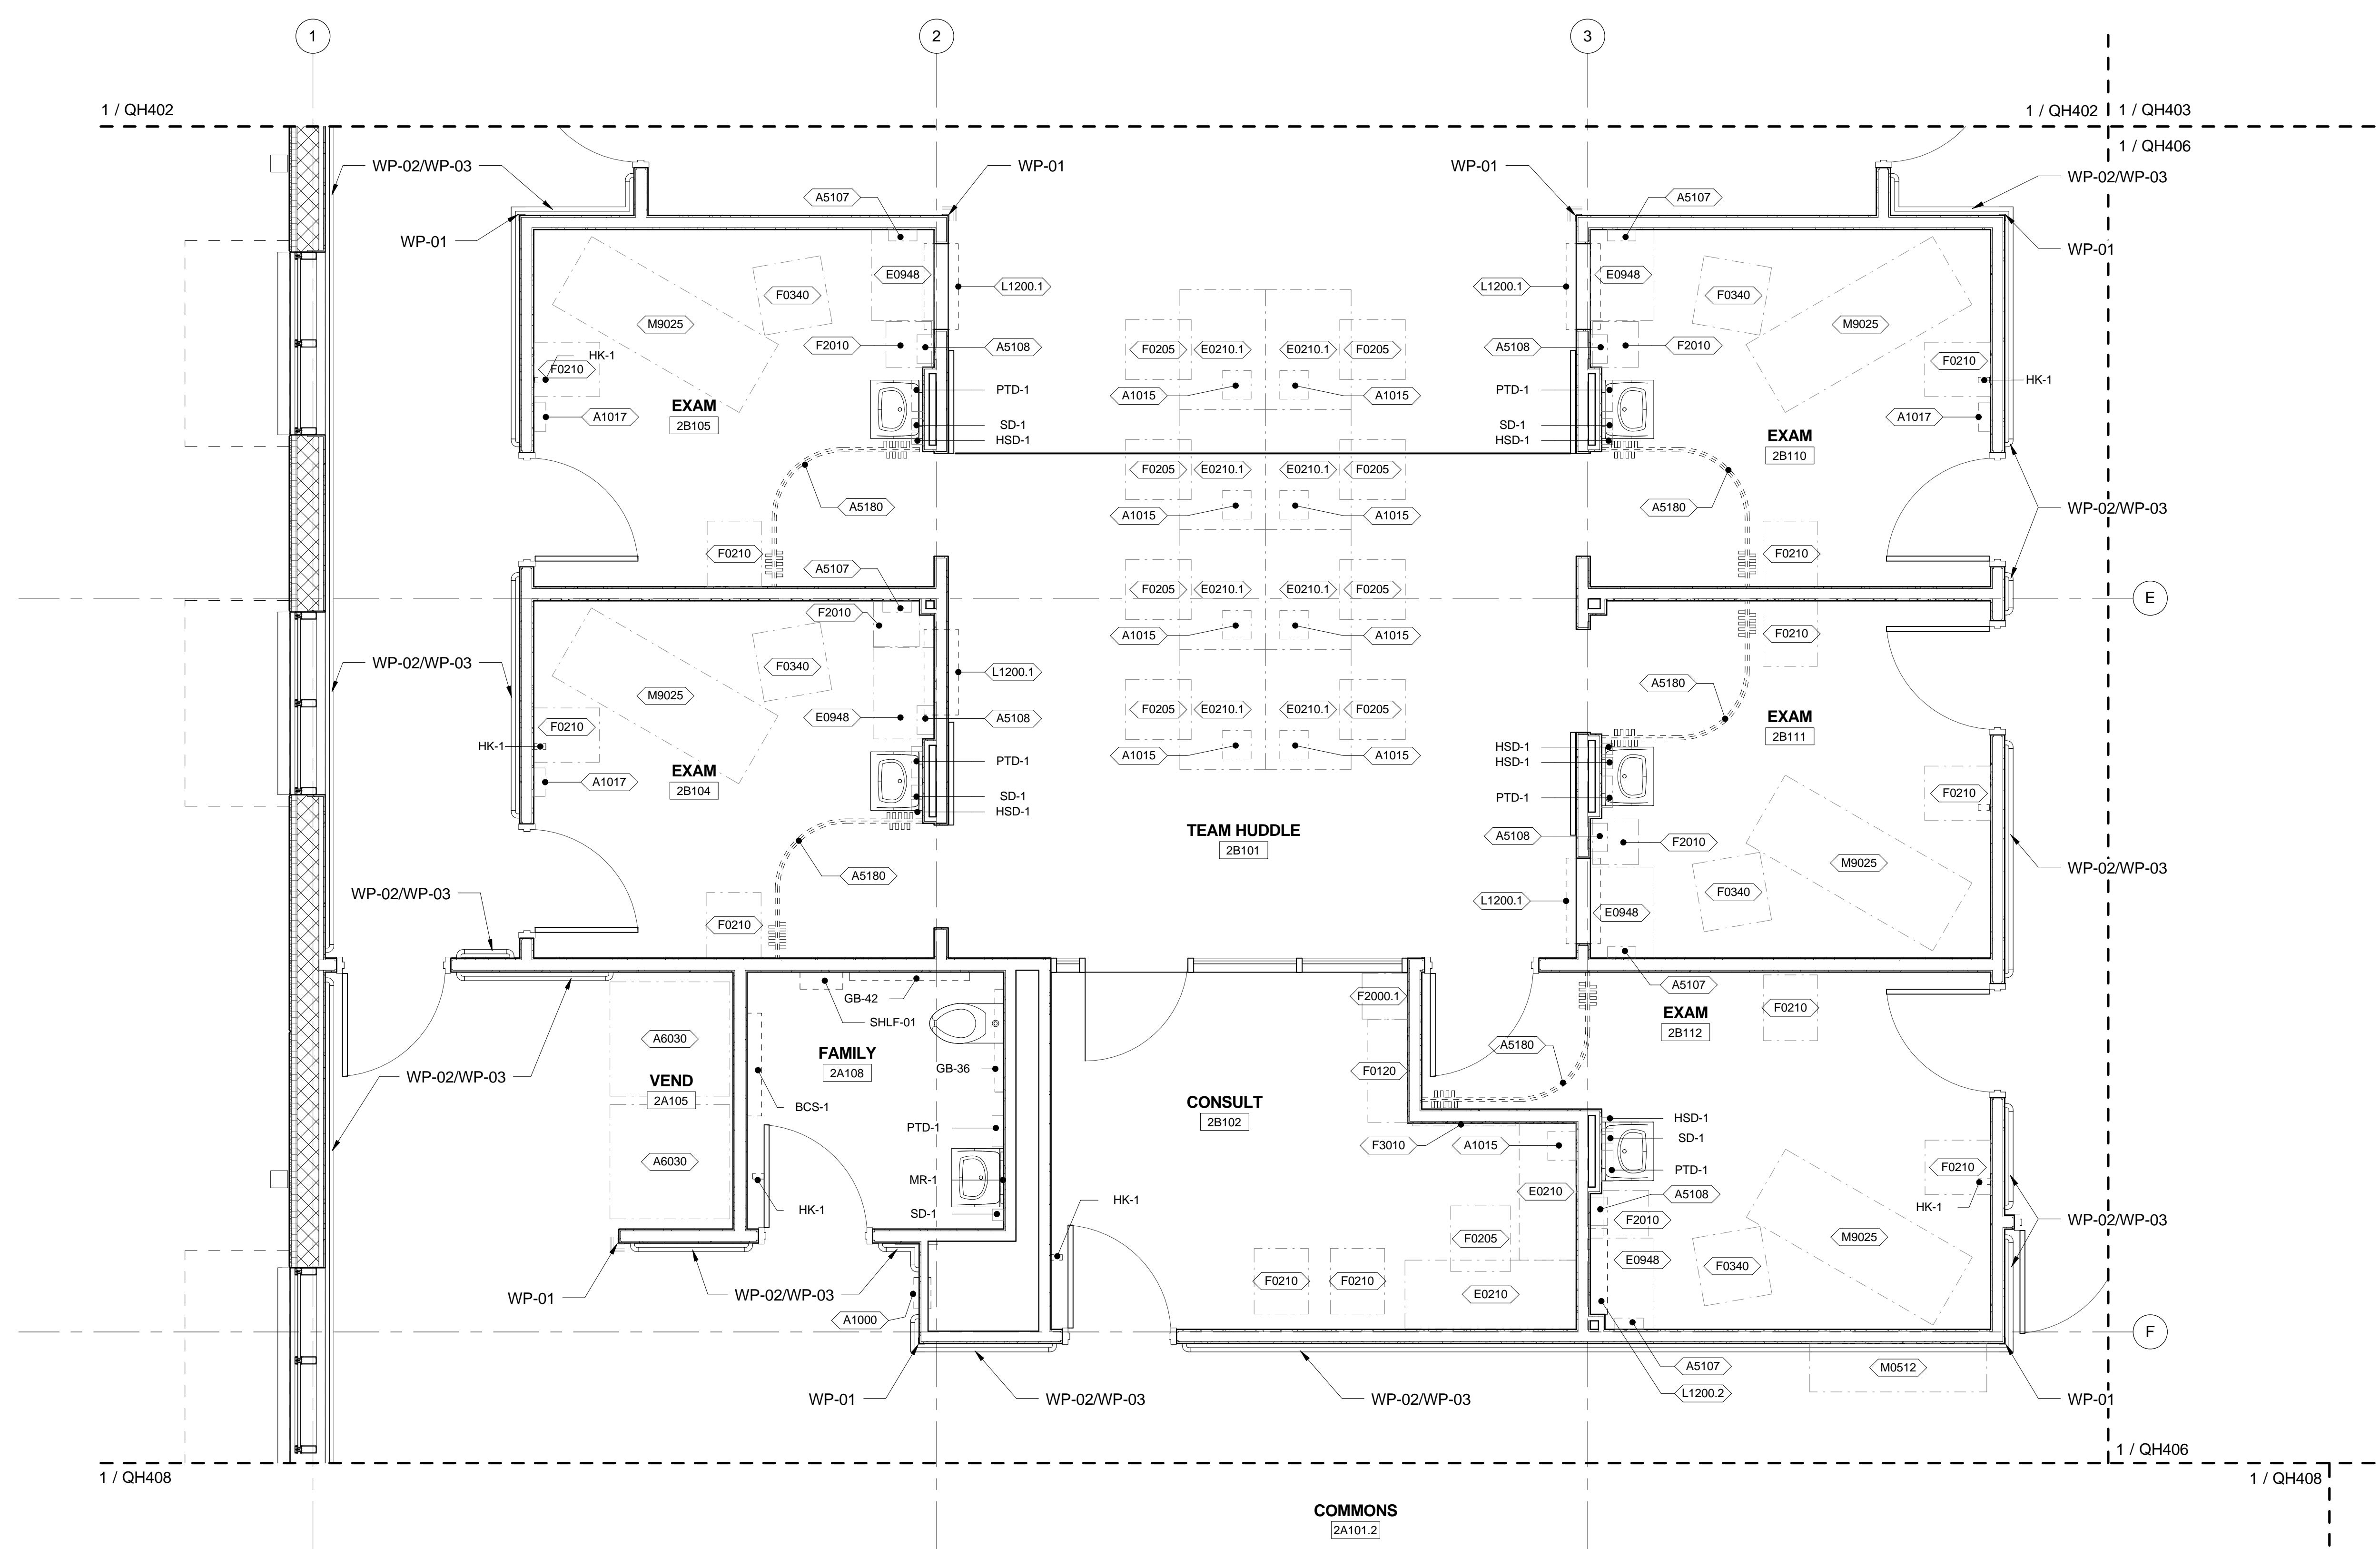 1
2
3
1 / QH402
1 / QH402
1 / QH403
1 / QH406
WP-02/WP-03
WP-01
WP-01
WP-02/WP-03
A5107
A5107
WP-01
WP-01
E0948
E0948
F0340
L1200.1
L1200.1
F0340
M9025
M9025
F2010
A5108
F0205
E0210.1
E0210.1
F0205
A5108
F2010
HK-1
F0210
F0210
HK-1
PTD-1
A1015
A1015
PTD-1
EXAM
2B105
A1017
A1017
SD-1
HSD-1
SD-1
HSD-1
EXAM
2B110
F0205
E0210.1
E0210.1
F0205
A5180
A1015
A1015
A5180
WP-02/WP-03
F0210
F0210
A5107
F0205
E0210.1
E0210.1
F0205
E
F2010
A1015
A1015
F0210
WP-02/WP-03
F0340
L1200.1
M9025
A5180
F0210
E0948
A5108
F0205
E0210.1
E0210.1
F0205
EXAM
2B111
HK-1
A1015
A1015
HSD-1
HSD-1
PTD-1
PTD-1
EXAM
2B104
A1017
SD-1
HSD-1
F0210
TEAM HUDDLE
2B101
A5108
F2010
A5180
M9025
WP-02/WP-03
WP-02/WP-03
F0340
L1200.1
E0948
F0210
A5107
GB-42
SHLF-01
F2000.1
F0210
EXAM
2B112
A6030
FAMILY
2A108
A5180
GB-36
F0120
WP-02/WP-03
VEND
2A105
BCS-1
CONSULT
2B102
HSD-1
PTD-1
F3010
A1015
SD-1
A6030
PTD-1
F0210
MR-1
E0210
A5108
HK-1
HK-1
HK-1
SD-1
F2010
WP-02/WP-03
F0205
M9025
E0948
F0340
F0210
F0210
WP-01
WP-02/WP-03
E0210
A1000
F
A5107
M0512
L1200.2
WP-01
WP-02/WP-03
WP-02/WP-03
WP-01
1 / QH406
1 / QH408
1 / QH408
COMMONS
2A101.2